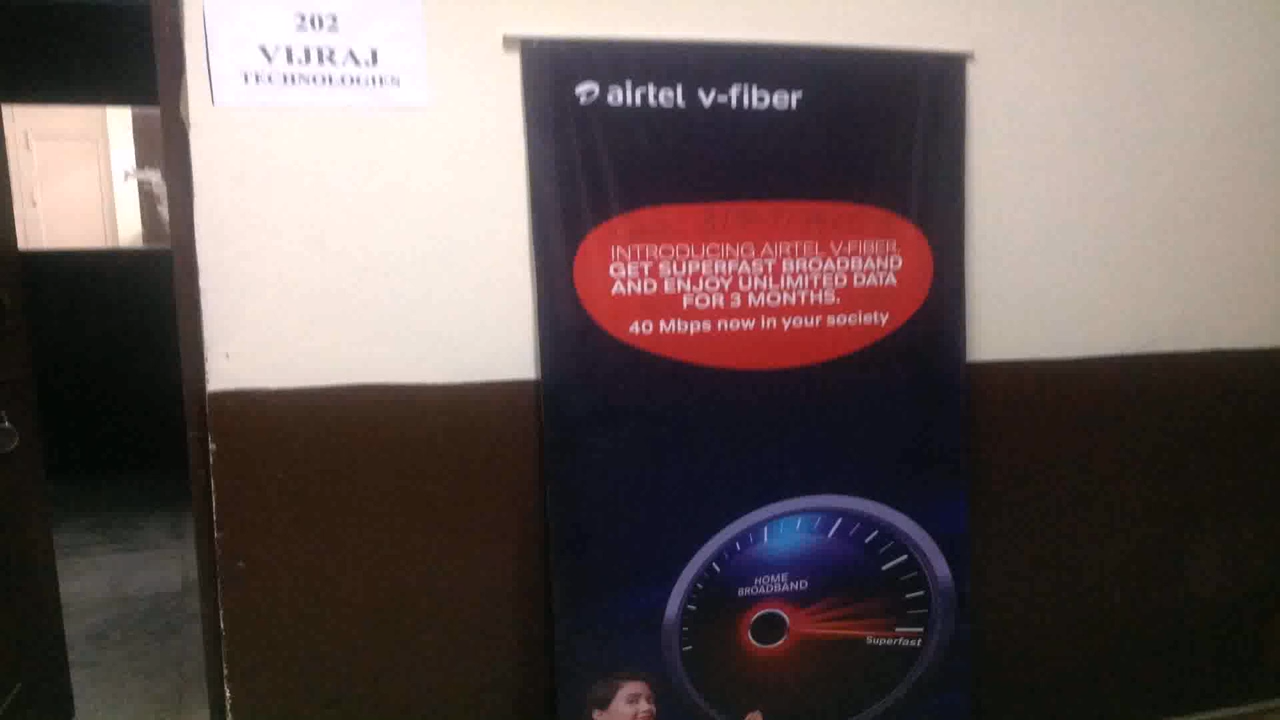 202
VIJRAJ
TECHNOLOGIES
airtel v-fiber
INTRODUCING AIRTEL V-FIBER.
GET SUPERFAST BROADBAND
AND ENJOY UNLIMITED DATA
FOR 3 MONTHS.
40 Mbps now in your society
HOME
BROADBAND
Superfast